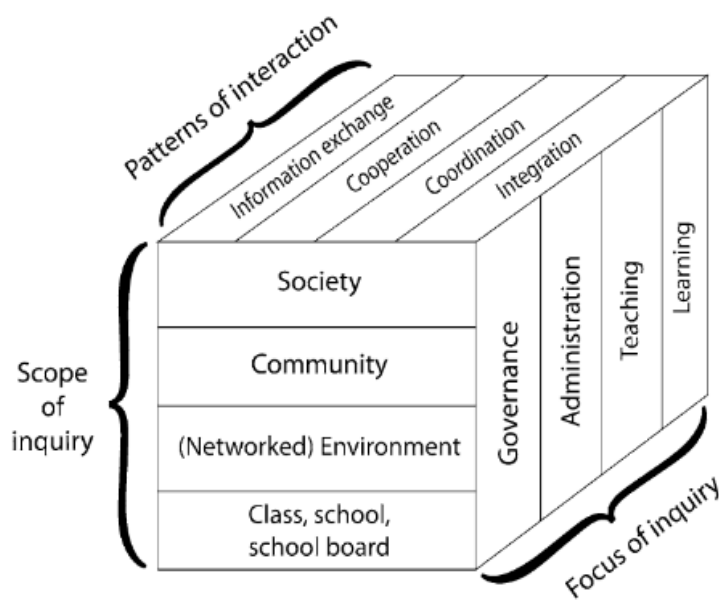 Patterns of interaction
Information exchange
Cooperation
Coordination
Integration
Society
Community
(Networked) Environment
Class, school,
school board
Scope
of
inquiry
Governance
Administration
Teaching
Learning
Focus of inquiry